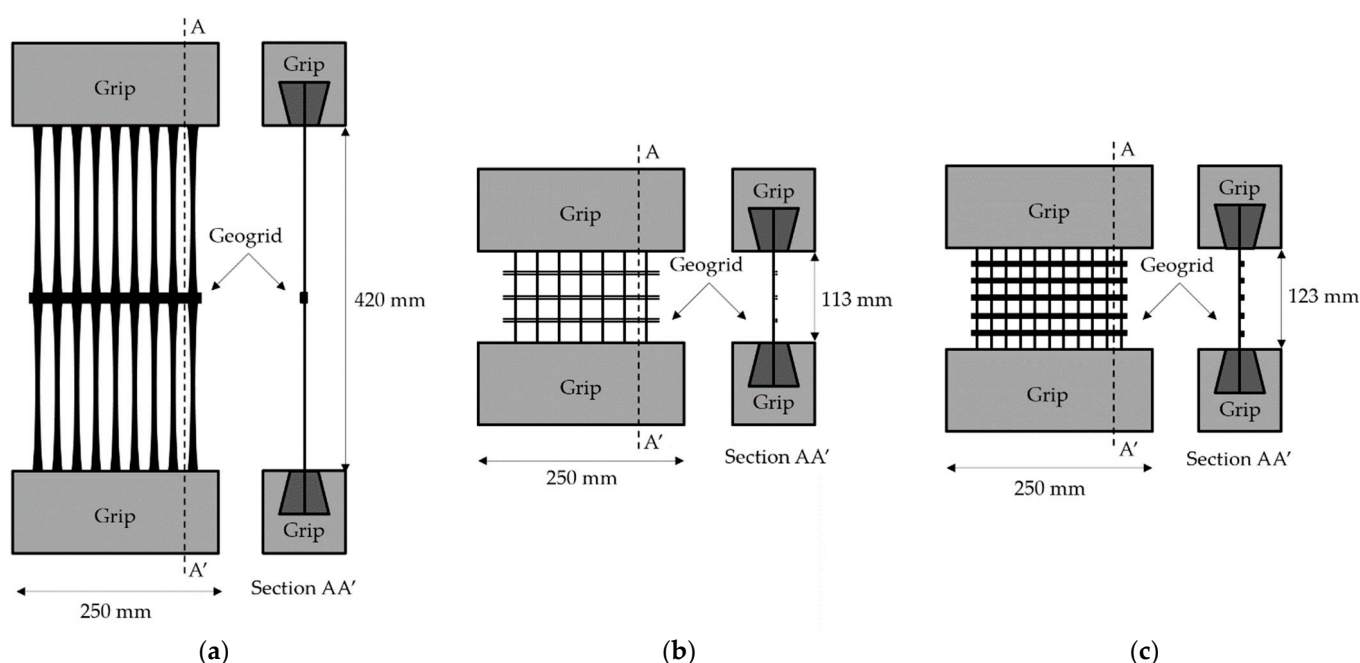 A
Grip
Grip
Geogrid
420 mm
Grip
Grip
A′
250 mm
Section AA′
(a)
A
Grip
Grip
Geogrid
113 mm
Grip
Grip
A′
250 mm
Section AA′
(b)
A
Grip
Grip
Geogrid
123 mm
Grip
Grip
A′
250 mm
Section AA′
(c)